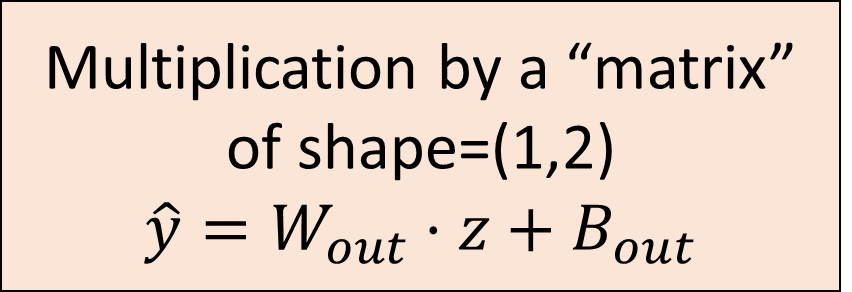 Multiplication by a “matrix”
of shape=(1,2)
ŷ = W_out · z + B_out